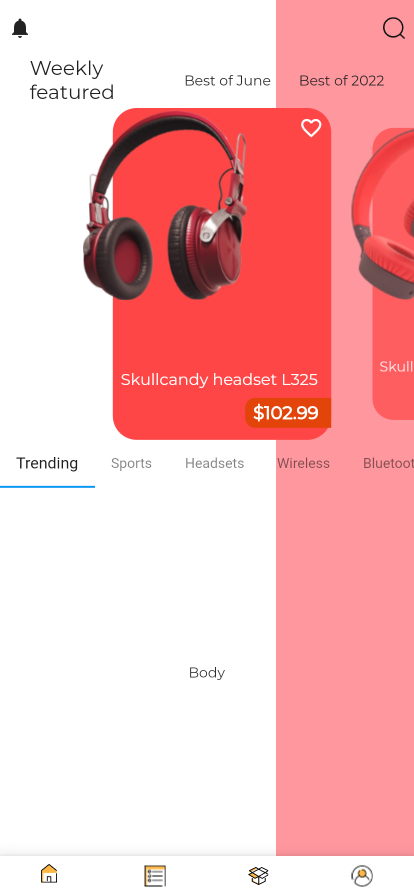 Weekly
featured
Best of June
Best of 2022
Skullcandy headset L325
$102.99
Skull
Trending
Sports
Headsets
Wireless
Bluetoot
Body